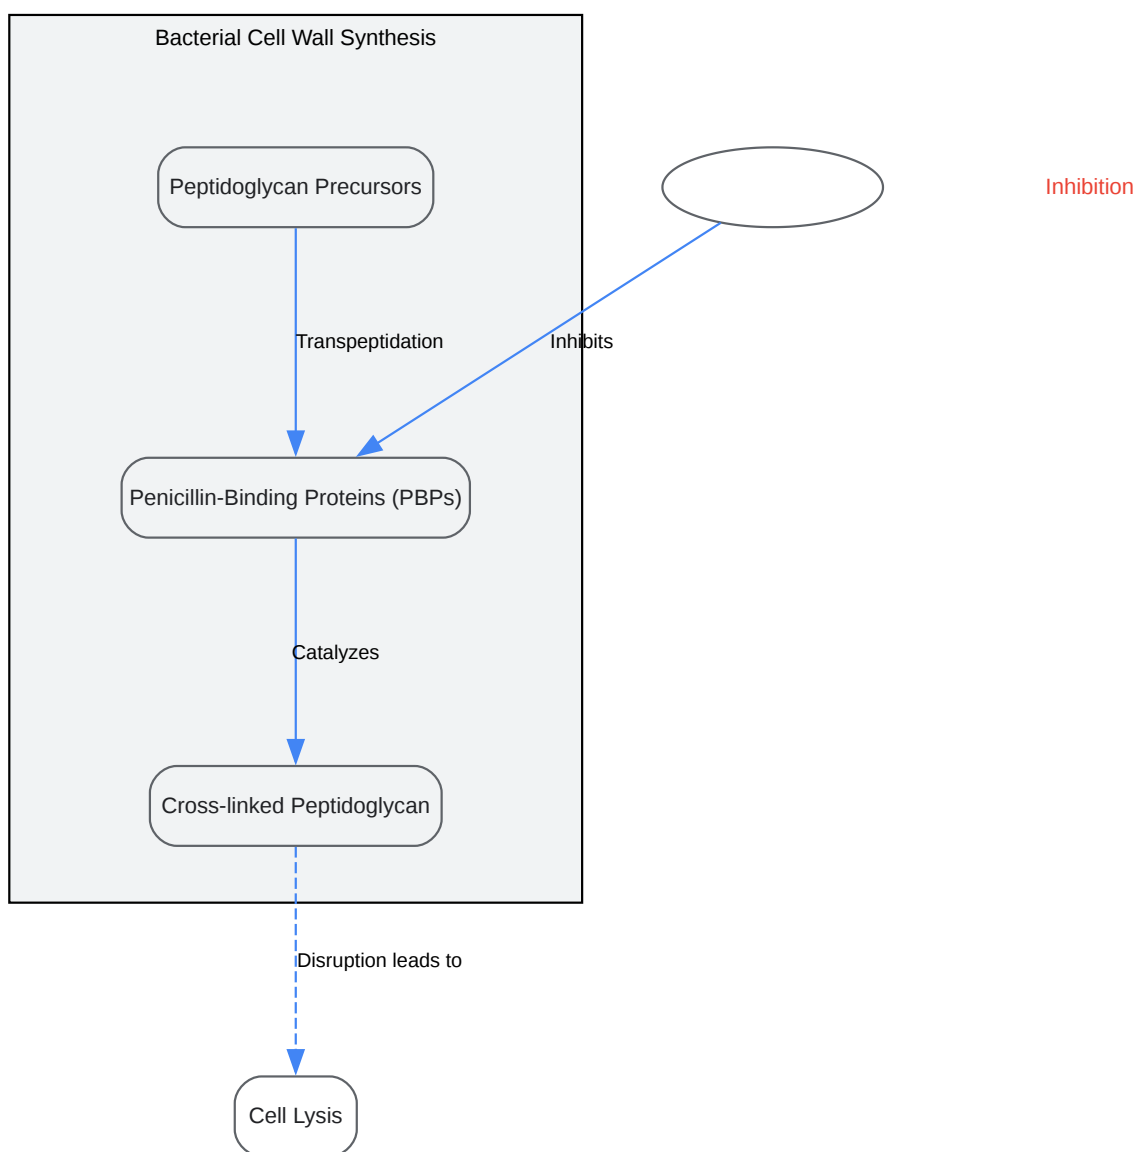 Bacterial Cell Wall Synthesis
Peptidoglycan Precursors
Inhibition
Transpeptidation
Inhibits
Penicillin-Binding Proteins (PBPs)
Catalyzes
Cross-linked Peptidoglycan
Disruption leads to
Cell Lysis